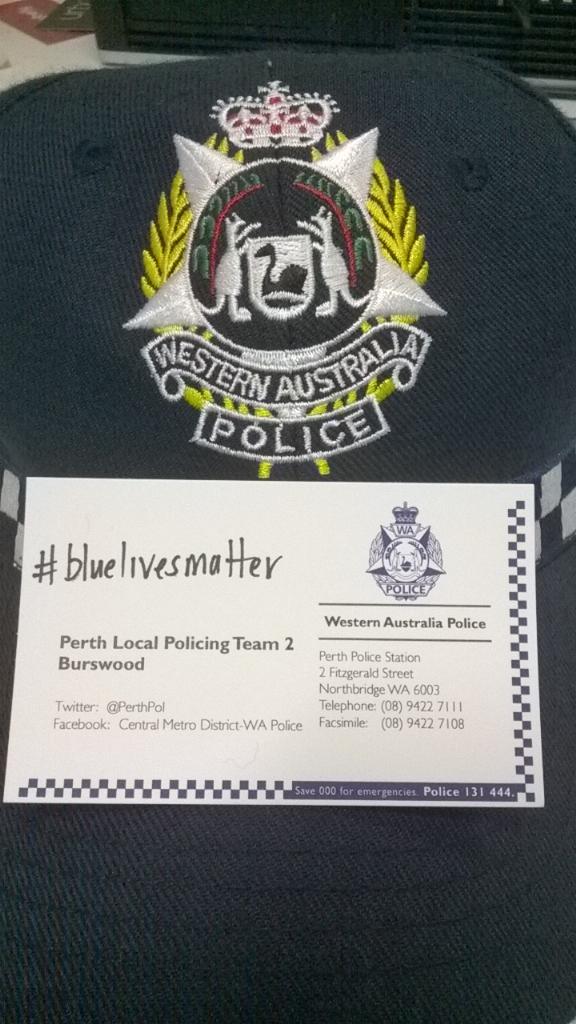 WESTERN AUSTRALIA
POLICE
#bluelivesmatter
Perth Local Policing Team 2
Burswood
Twitter: @PerthPol
Facebook: Central Metro District-WA Police
WA
POLICE
Western Australia Police
Perth Police Station
2 Fitzgerald Street
Northbridge WA 6003
Telephone: (08) 9422 7111
Facsimile: (08) 9422 7108
Save 000 for emergencies. Police 131 444.